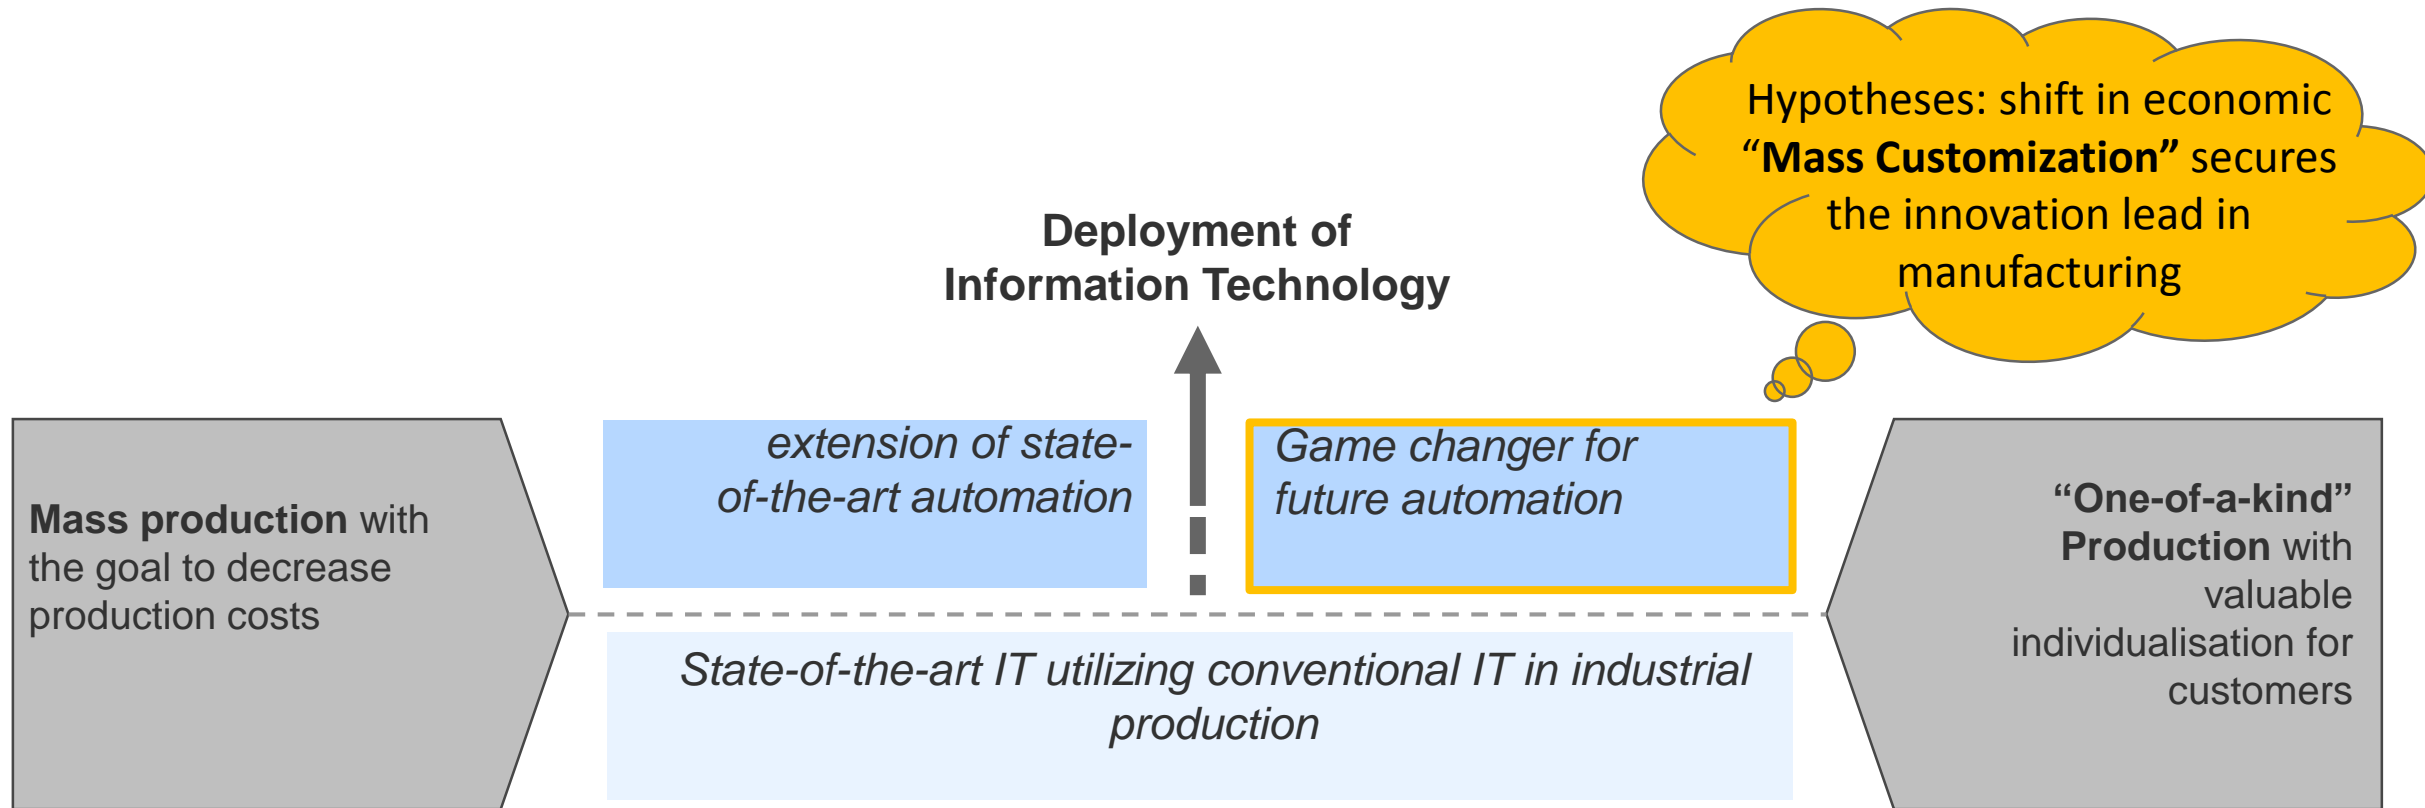 Hypotheses: shift in economic
“Mass Customization” secures
the innovation lead in
manufacturing
Deployment of
Information Technology
Mass production with
the goal to decrease
production costs
extension of state-
of-the-art automation
Game changer for
future automation
“One-of-a-kind”
Production with
valuable
individualisation for
customers
State-of-the-art IT utilizing conventional IT in industrial
production